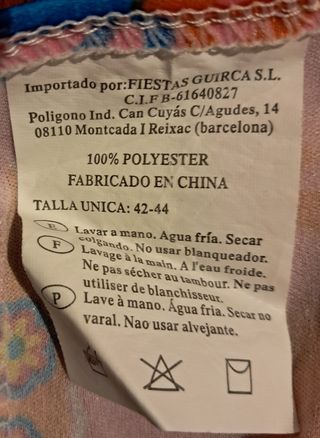 Importado por:FIESTAS GUIRCA S.L.
C.I.F B-61640827
Poligono Ind. Can Cuyás C/Agudes, 14
08110 Montcada I Reixac (barcelona)
100% POLYESTER
FABRICADO EN CHINA
TALLA UNICA: 42-44
E Lavar a mano. Agua fría. Secar
colgando. No usar blanqueador.
F Lavage à la main. A l'eau froide.
Ne pas sécher au tambour. Ne pas
utiliser de blanchisseur.
P Lave à mano. Água fria. Secar no
varal. Nao usar alvejante.